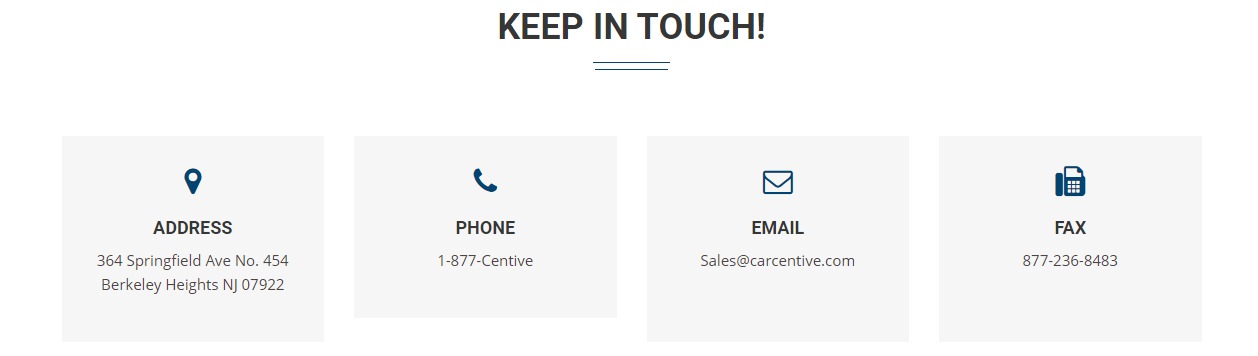 KEEP IN TOUCH!
ADDRESS
364 Springfield Ave No. 454
Berkeley Heights NJ 07922
PHONE
1-877-Centive
EMAIL
Sales@carcentive.com
FAX
877-236-8483